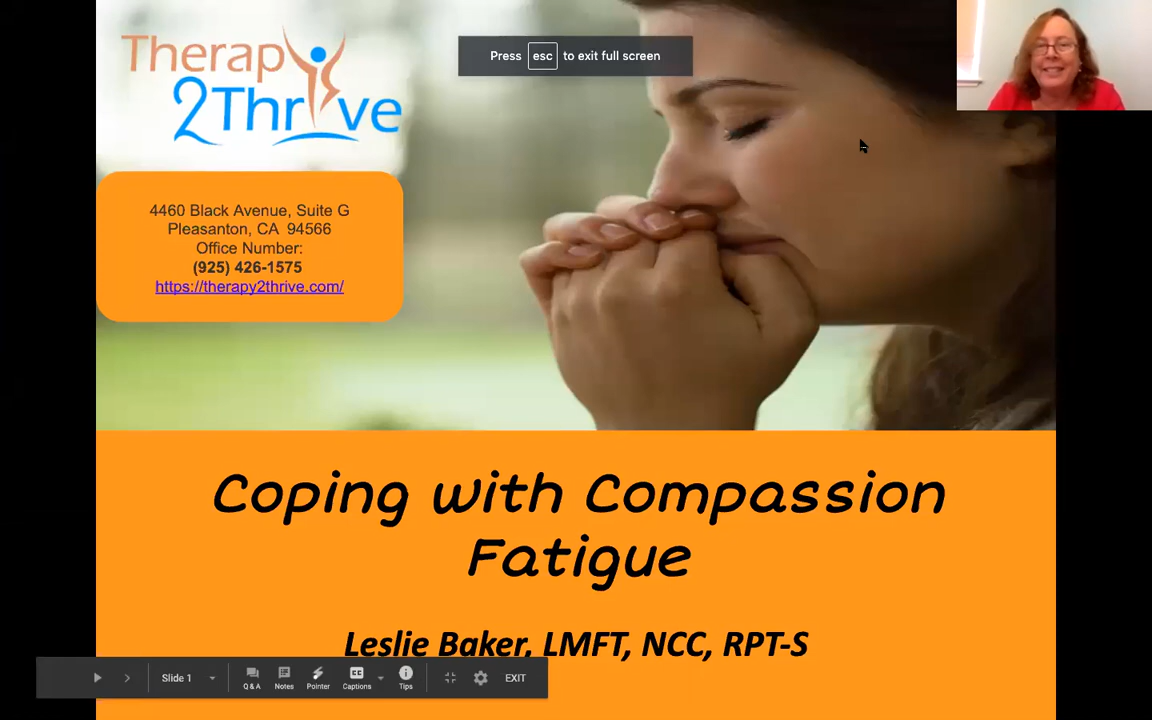 Therapy
2Thrive
Press esc to exit full screen
4460 Black Avenue, Suite G
Pleasanton, CA 94566
Office Number:
(925) 426-1575
https://therapy2thrive.com/
Coping with Compassion
Fatigue
Leslie Baker, LMFT, NCC, RPT-S
Slide 1
Q & A
Notes
Pointer
CC
Captions
Tips
EXIT